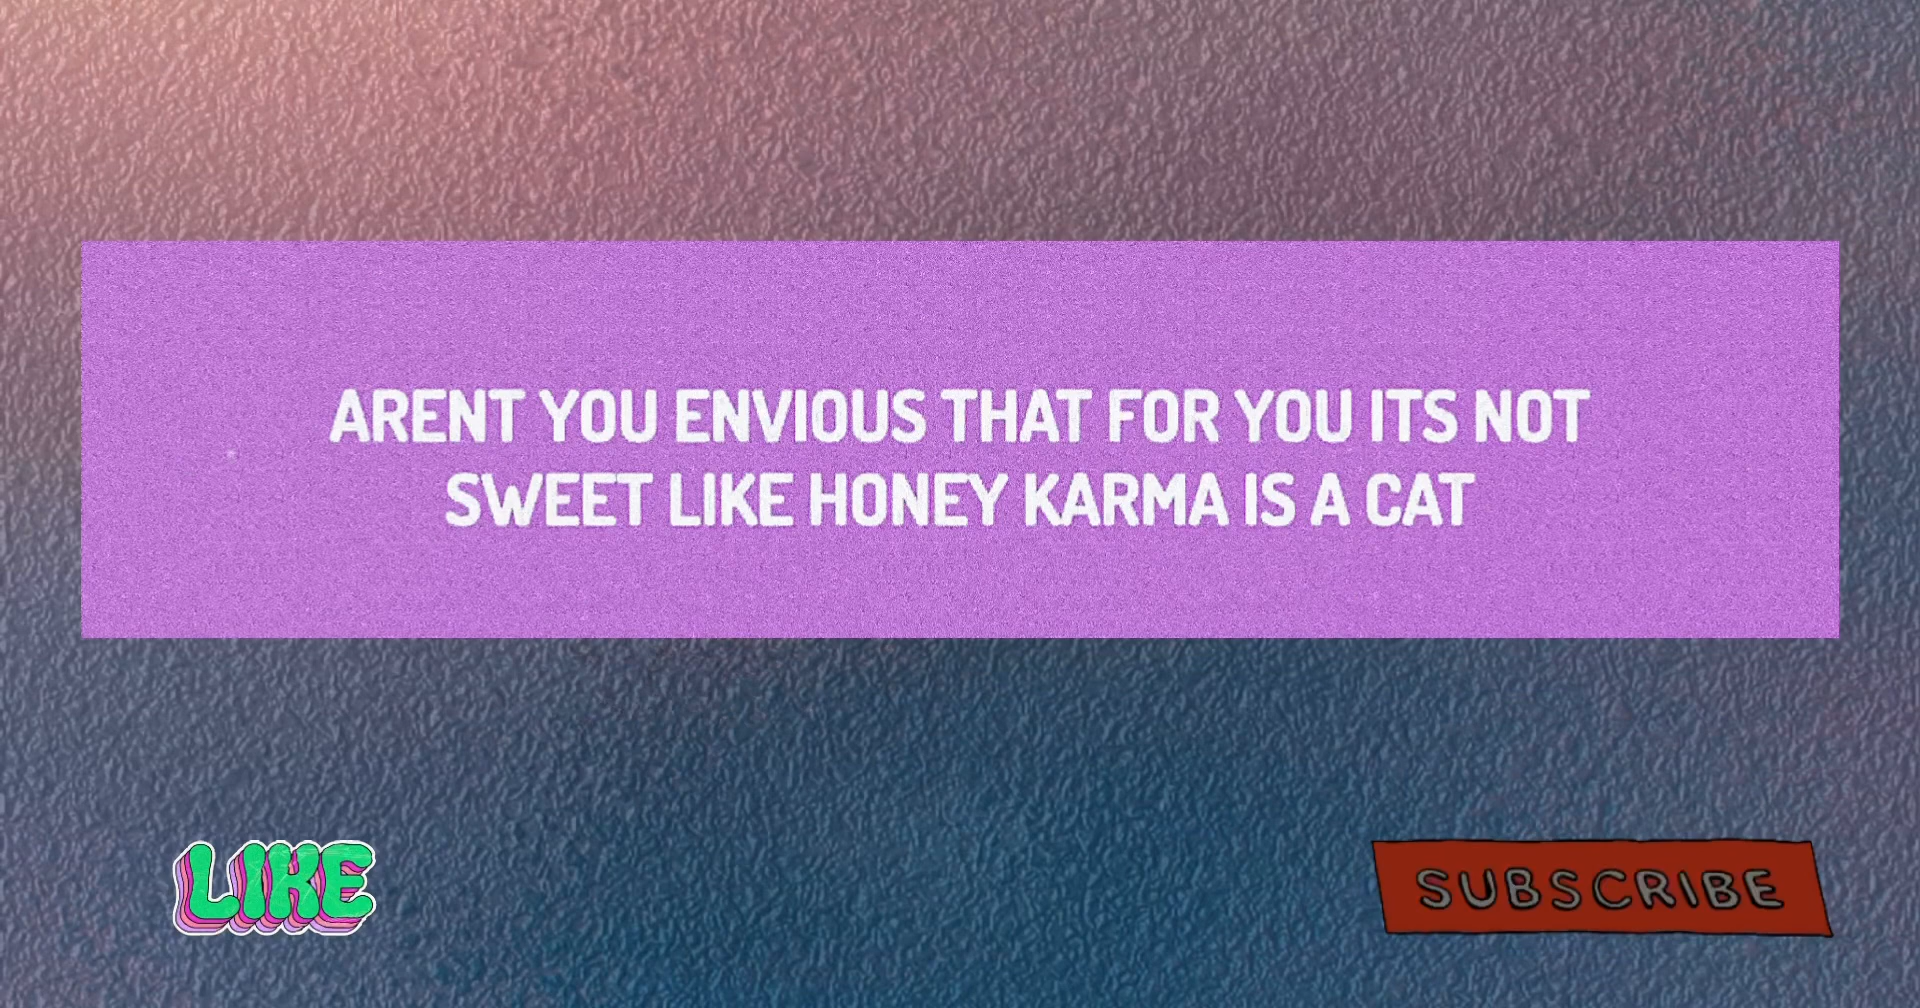 ARENT YOU ENVIOUS THAT FOR YOU ITS NOT
SWEET LIKE HONEY KARMA IS A CAT
LIKE
SUBSCRIBE